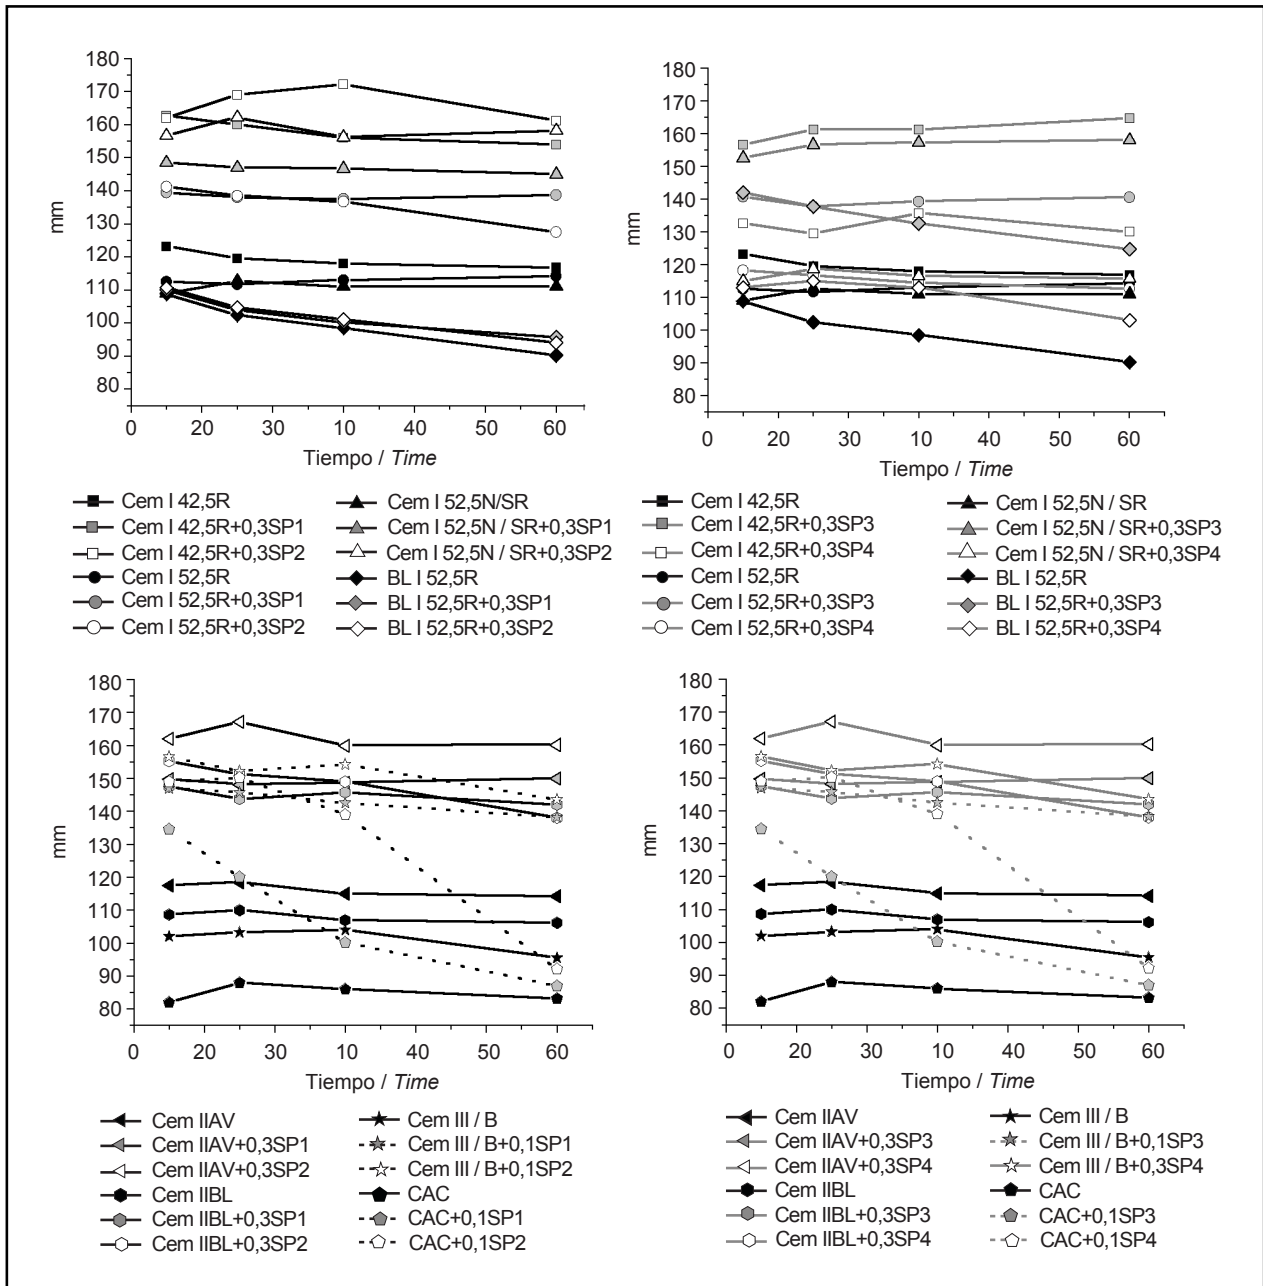 180
170
160
150
140
130
120
110
100
90
80
mm
0 20 30 10 40 50 60
Tiempo / Time
Cem I 42,5R
Cem I 42,5R+0,3SP1
Cem I 42,5R+0,3SP2
Cem I 52,5R
Cem I 52,5R+0,3SP1
Cem I 52,5R+0,3SP2
Cem I 52,5N/SR
Cem I 52,5N / SR+0,3SP1
Cem I 52,5N / SR+0,3SP2
BL I 52,5R
BL I 52,5R+0,3SP1
BL I 52,5R+0,3SP2
180
170
160
150
140
130
120
110
100
90
80
mm
0 20 30 10 40 50 60
Tiempo / Time
Cem I 42,5R
Cem I 42,5R+0,3SP3
Cem I 42,5R+0,3SP4
Cem I 52,5R
Cem I 52,5R+0,3SP3
Cem I 52,5R+0,3SP4
Cem I 52,5N / SR
Cem I 52,5N / SR+0,3SP3
Cem I 52,5N / SR+0,3SP4
BL I 52,5R
BL I 52,5R+0,3SP3
BL I 52,5R+0,3SP4
180
170
160
150
140
130
120
110
100
90
80
mm
0 20 30 10 40 50 60
Tiempo / Time
Cem IIAV
Cem IIAV+0,3SP1
Cem IIAV+0,3SP2
Cem IIBL
Cem IIBL+0,3SP1
Cem IIBL+0,3SP2
Cem III / B
Cem III / B+0,1SP1
Cem III / B+0,1SP2
CAC
CAC+0,1SP1
CAC+0,1SP2
180
170
160
150
140
130
120
110
100
90
80
mm
0 20 30 10 40 50 60
Tiempo / Time
Cem IIAV
Cem IIAV+0,3SP3
Cem IIAV+0,3SP4
Cem IIBL
Cem IIBL+0,3SP3
Cem IIBL+0,3SP4
Cem III / B
Cem III / B+0,1SP3
Cem III / B+0,3SP4
CAC
CAC+0,1SP3
CAC+0,1SP4